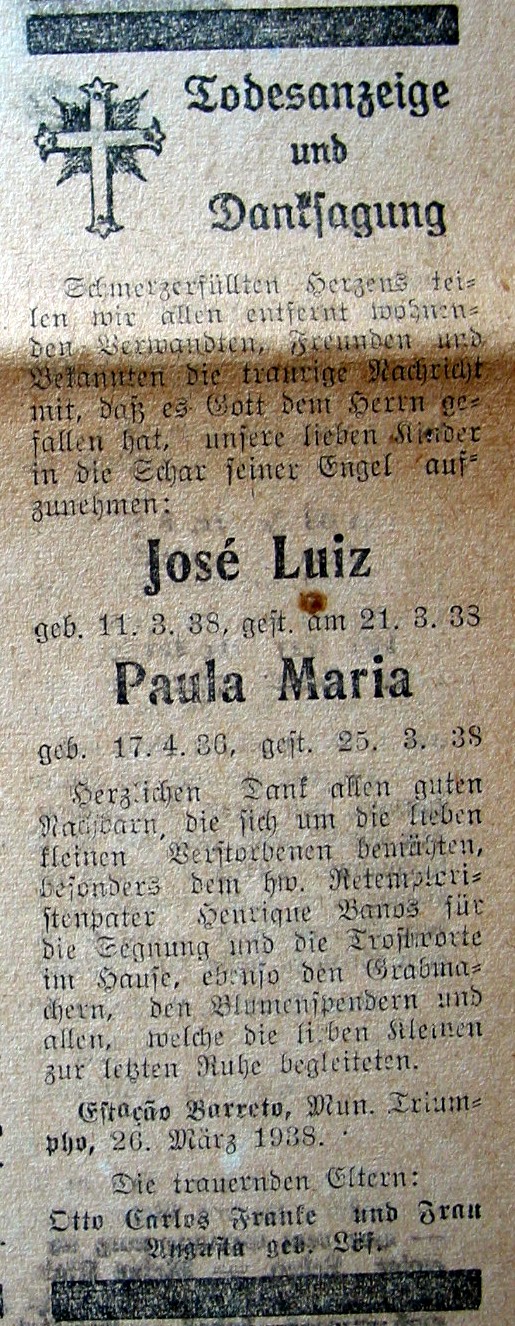 Todesanzeige
und
Danksagung
Schmerzerfüllten Herzens tei-
len wir allen entfernt wohnen-
den Verwandten, Freunden und
Bekannten die traurige Nachricht
mit, daß es Gott dem Herrn ge-
fallen hat, unsere lieben Kinder
in die Schar seiner Engel auf-
zunehmen:
José Luiz
geb. 11. 3. 38, gest. am 21. 3. 38
Paula Maria
geb. 17. 4. 36, gest. 25. 3. 38
Herzlichen Dank allen guten
Nachbarn, die sich um die lieben
kleinen Verstorbenen bemühten,
besonders dem hw. Retemptori-
stenpater Henrique Banos für
die Segnung und die Trostworte
im Hause, ebenso den Grabma-
chern, den Blumenspendern und
allen, welche die lieben Kleinen
zur letzten Ruhe begleiteten.
Estação Barreto, Mun. Trium-
pho, 26. März 1938.
Die trauernden Eltern:
Otto Carlos Franke und Frau
Augusta geb. Löf.